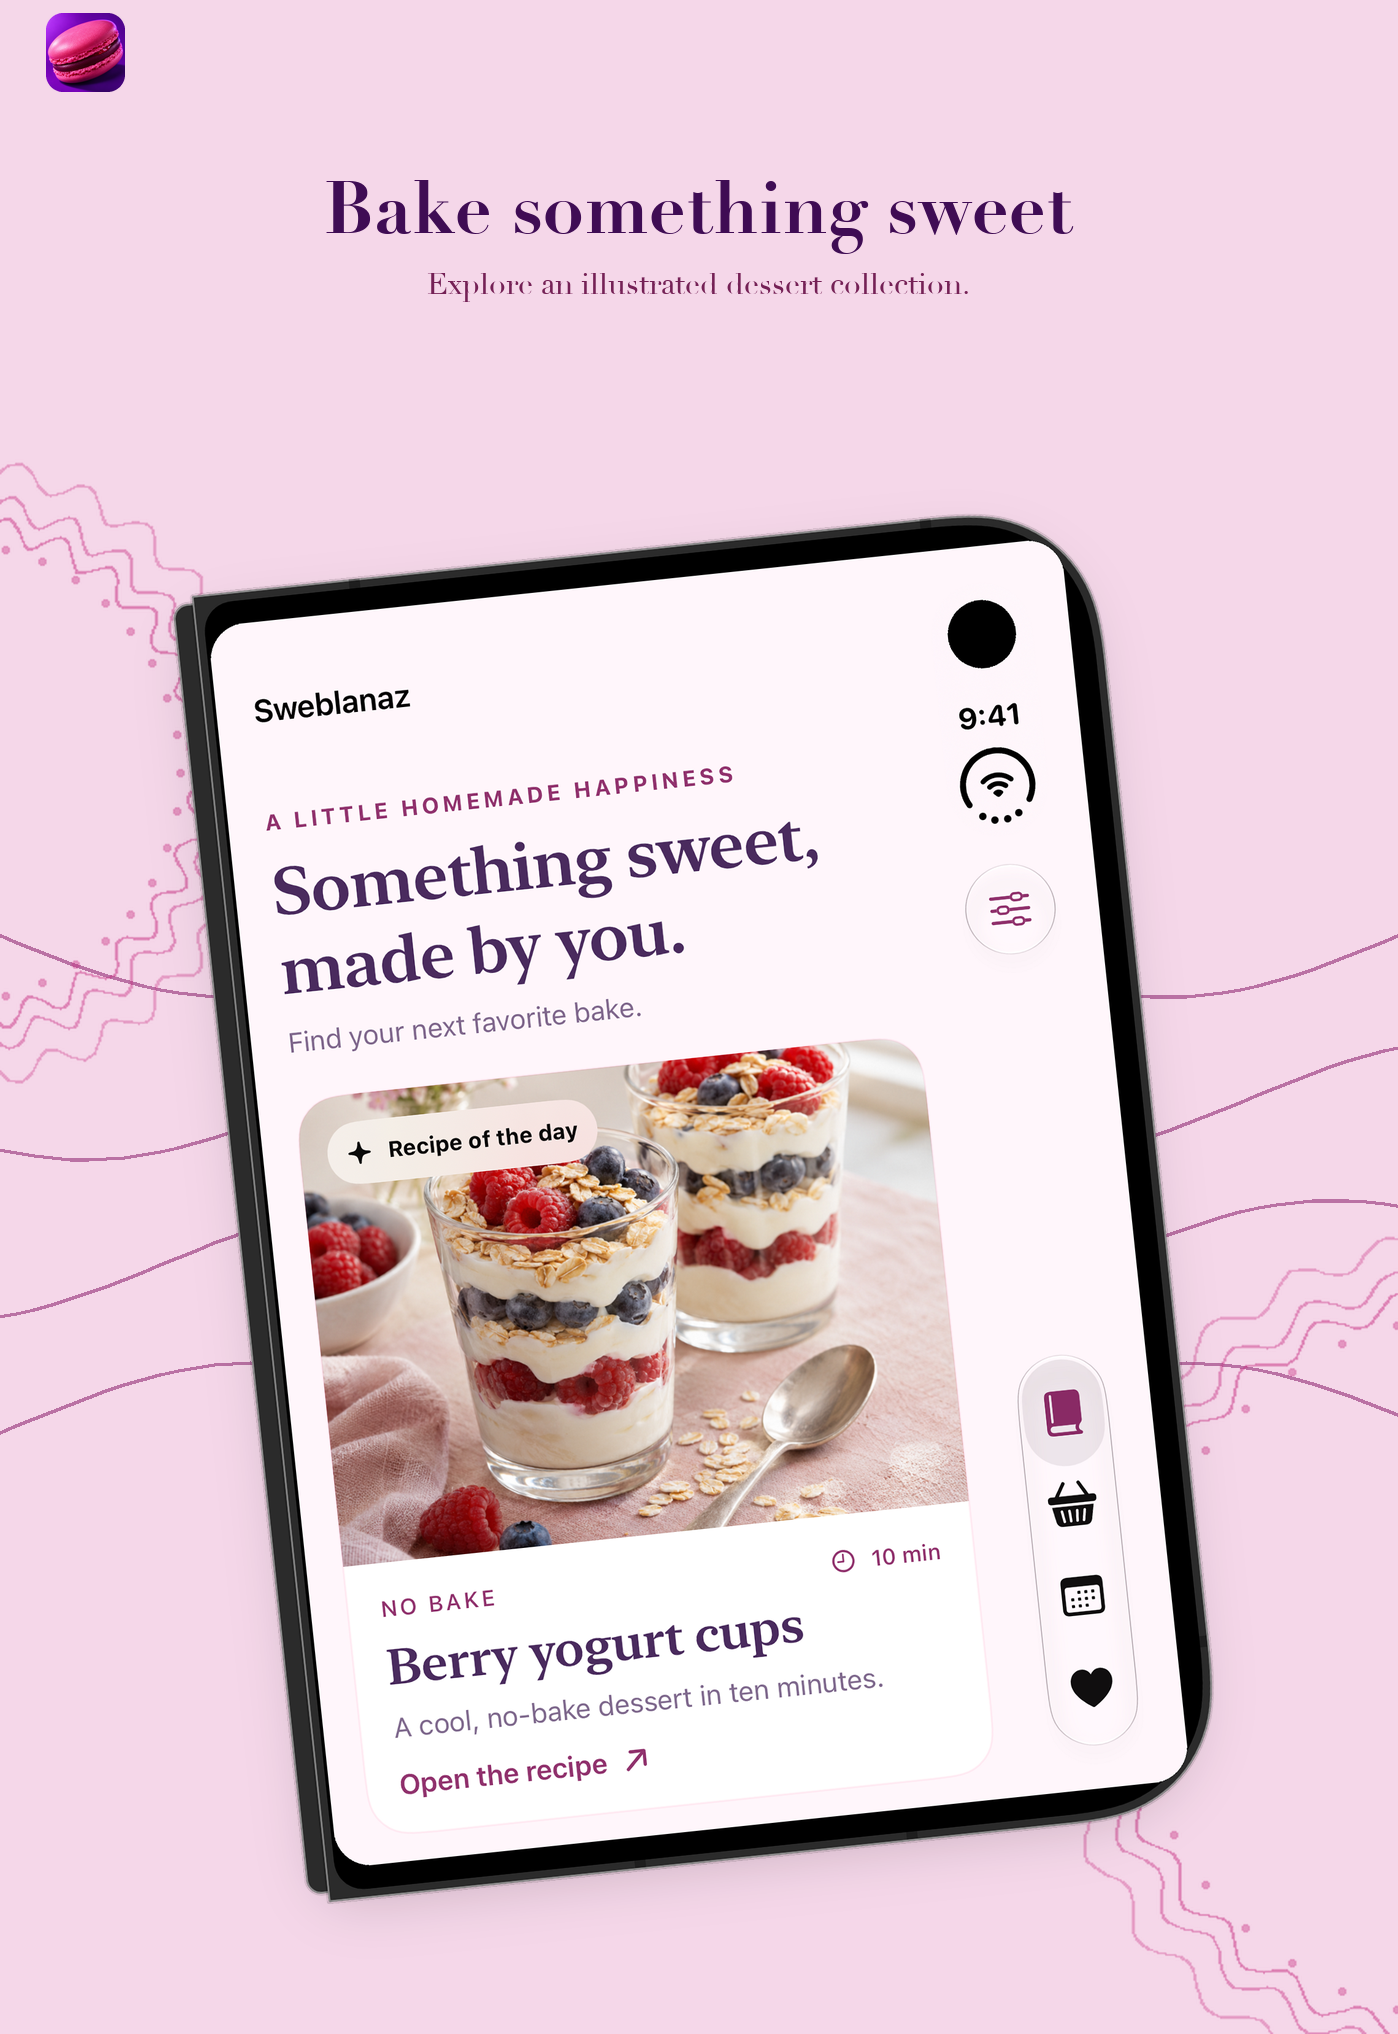 Bake something sweet
Explore an illustrated dessert collection.
Sweblanaz
9:41
A LITTLE HOMEMADE HAPPINESS
Something sweet,
made by you.
Find your next favorite bake.
Recipe of the day
10 min
NO BAKE
Berry yogurt cups
A cool, no-bake dessert in ten minutes.
Open the recipe